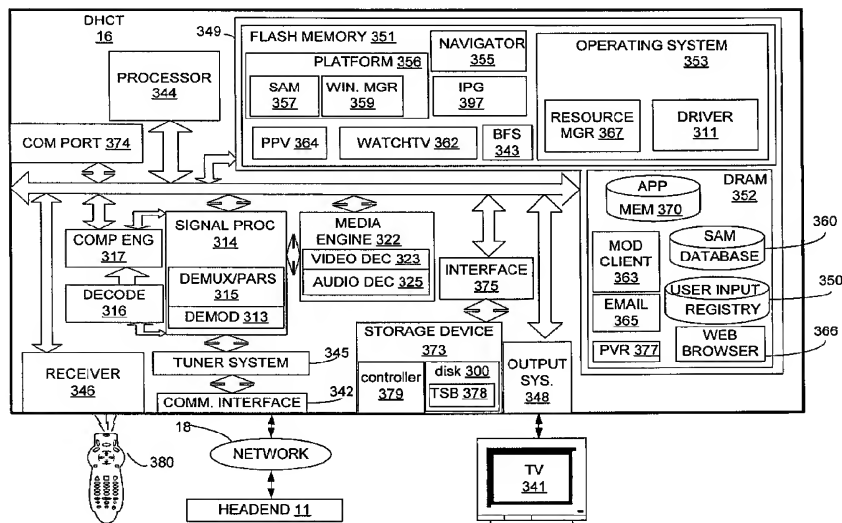 DHCT
16
349
FLASH MEMORY 351
NAVIGATOR
355
OPERATING SYSTEM
353
PROCESSOR
344
PLATFORM 356
SAM
357
WIN. MGR
359
IPG
397
RESOURCE
MGR 367
DRIVER
311
COM PORT 374
PPV 364
WATCHTV 362
BFS
343
APP
MEM 370
DRAM
352
SIGNAL PROC
314
MEDIA
ENGINE 322
VIDEO DEC 323
AUDIO DEC 325
COMP ENG
317
DEMUX/PARS
315
DEMOD 313
DECODE
316
INTERFACE
375
MOD
CLIENT
363
SAM
DATABASE
360
EMAIL
365
USER INPUT
REGISTRY
350
PVR 377
WEB
BROWSER
366
STORAGE DEVICE
373
controller
379
disk 300
TSB 378
OUTPUT
SYS.
348
TUNER SYSTEM
345
RECEIVER
346
COMM. INTERFACE
342
380
18
NETWORK
HEADEND 11
TV
341